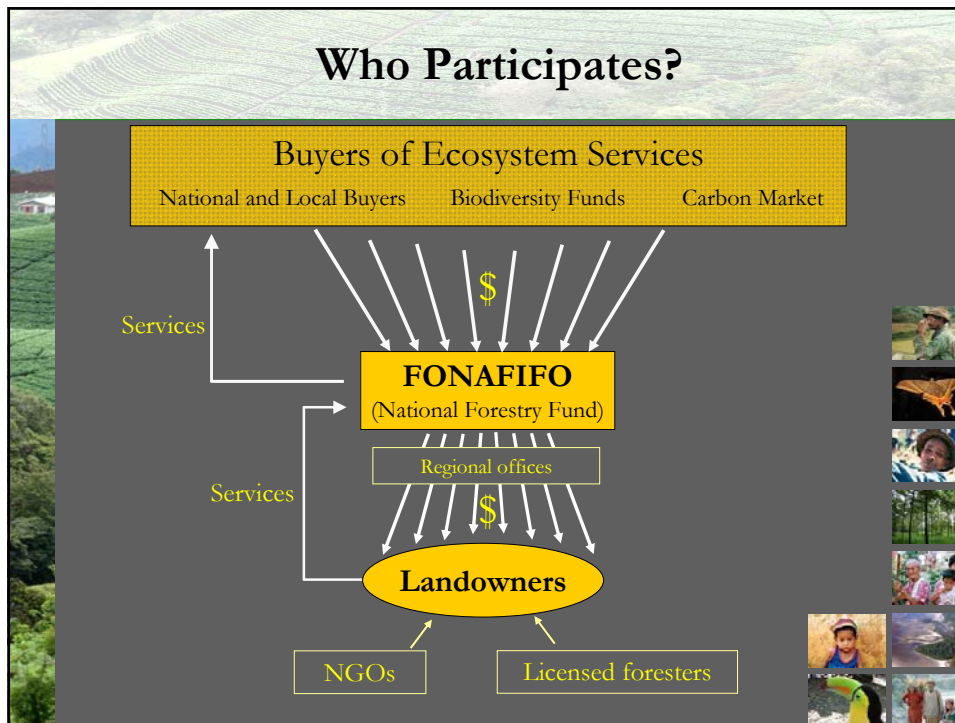 Who Participates?
Buyers of Ecosystem Services
National and Local Buyers Biodiversity Funds Carbon Market
$
Services
FONAFIFO
(National Forestry Fund)
Regional offices
Services
$
Landowners
NGOs
Licensed foresters